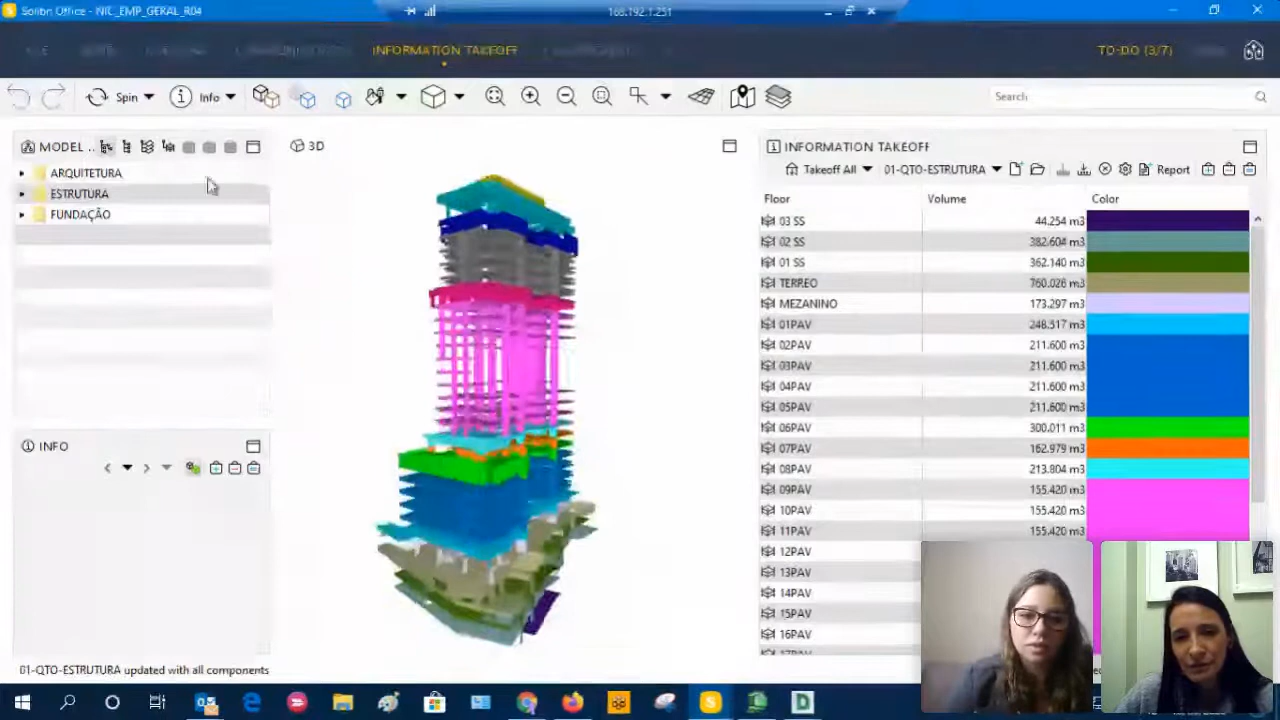 Solibri Office - NIC_EMP_GERAL_R04
168.192.1.251
INFORMATION TAKEOFF
TO-DO (3/7)
Spin
Info
Search
MODEL ..
3D
INFORMATION TAKEOFF
ARQUITETURA
ESTRUTURA
FUNDAÇÃO
Takeoff All
01-QTO-ESTRUTURA
Report
Floor Volume Color
03 SS 44.254 m3
02 SS 382.604 m3
01 SS 362.140 m3
TERREO 760.026 m3
MEZANINO 173.297 m3
01PAV 248.517 m3
02PAV 211.600 m3
03PAV 211.600 m3
04PAV 211.600 m3
05PAV 211.600 m3
06PAV 300.011 m3
07PAV 162.979 m3
08PAV 213.804 m3
09PAV 155.420 m3
10PAV 155.420 m3
11PAV 155.420 m3
12PAV
13PAV
14PAV
15PAV
16PAV
INFO
01-QTO-ESTRUTURA updated with all components